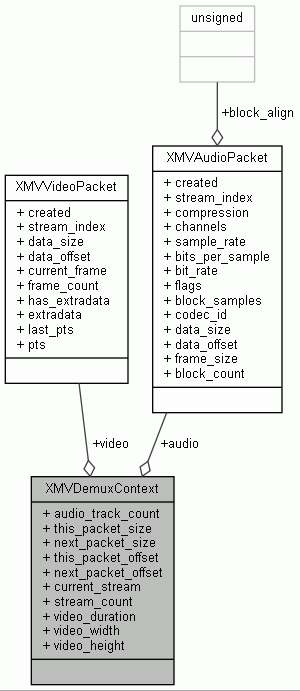 unsigned
+block_align
XMVAudioPacket
+ created
+ stream_index
+ compression
+ channels
+ sample_rate
+ bits_per_sample
+ bit_rate
+ flags
+ block_samples
+ codec_id
+ data_size
+ data_offset
+ frame_size
+ block_count
XMVVideoPacket
+ created
+ stream_index
+ data_size
+ data_offset
+ current_frame
+ frame_count
+ has_extradata
+ extradata
+ last_pts
+ pts
+video
+audio
XMVDemuxContext
+ audio_track_count
+ this_packet_size
+ next_packet_size
+ this_packet_offset
+ next_packet_offset
+ current_stream
+ stream_count
+ video_duration
+ video_width
+ video_height